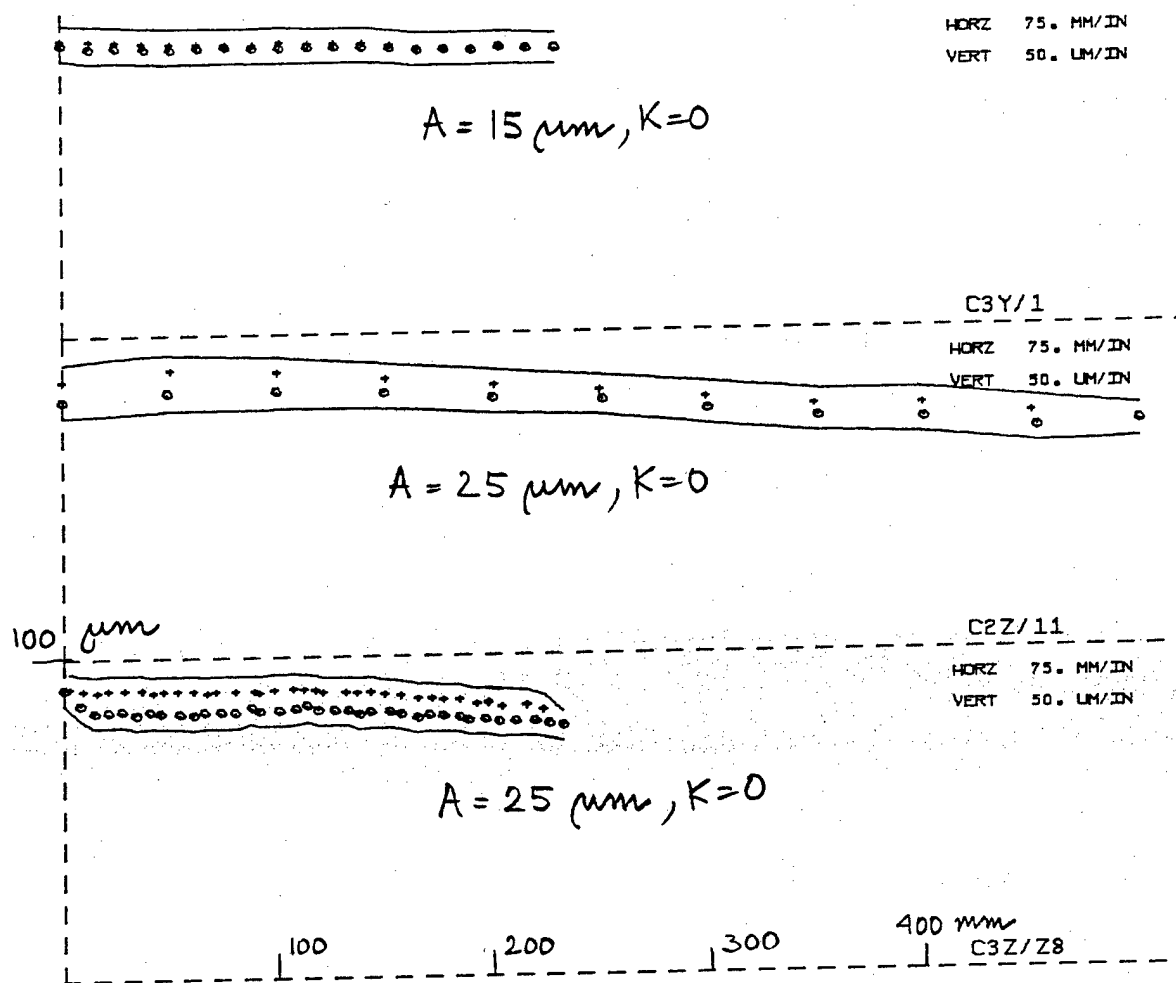 HORZ 75. MM/IN
VERT 50. UM/IN
A = 15 μm, K=0
C3Y/1
HORZ 75. MM/IN
VERT 50. UM/IN
A = 25 μm, K=0
100 μm
C2Z/11
HORZ 75. MM/IN
VERT 50. UM/IN
A = 25 μm, K=0
100 200 300 400 mm
C3Z/Z8